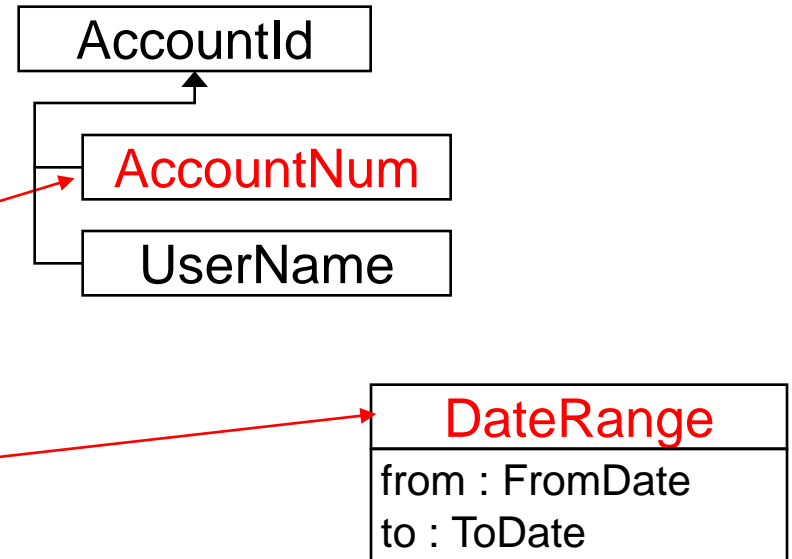 AccountId
AccountNum
UserName
DateRange
from : FromDate
to : ToDate